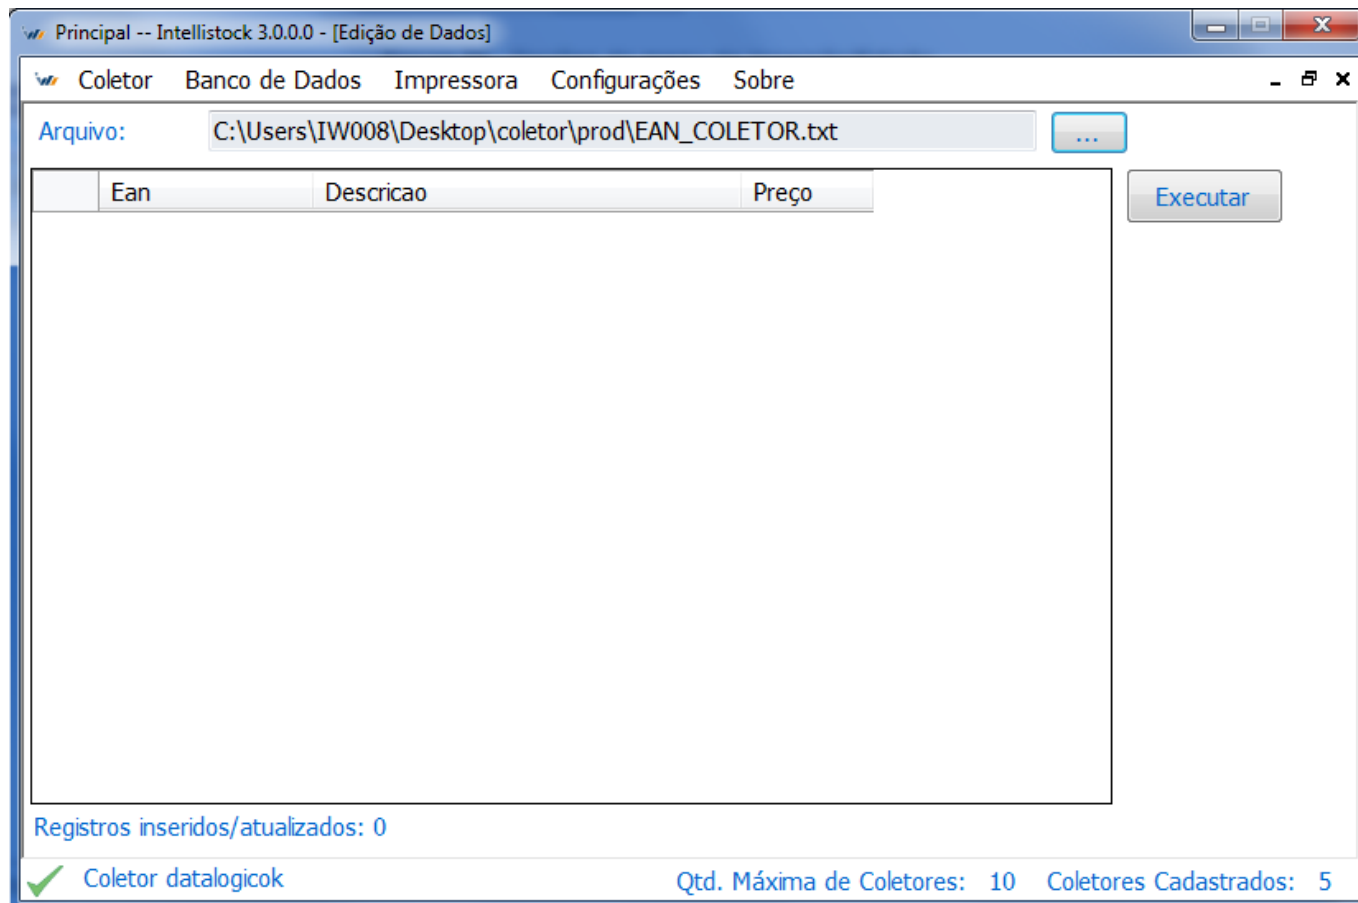 Principal -- Intellistock 3.0.0.0 - [Edição de Dados]
Coletor Banco de Dados Impressora Configurações Sobre
Arquivo: C:\Users\IW008\Desktop\coletor\prod\EAN_COLETOR.txt ...
Ean Descricao Preço
Executar
Registros inseridos/atualizados: 0
Coletor datalogicok Qtd. Máxima de Coletores: 10 Coletores Cadastrados: 5